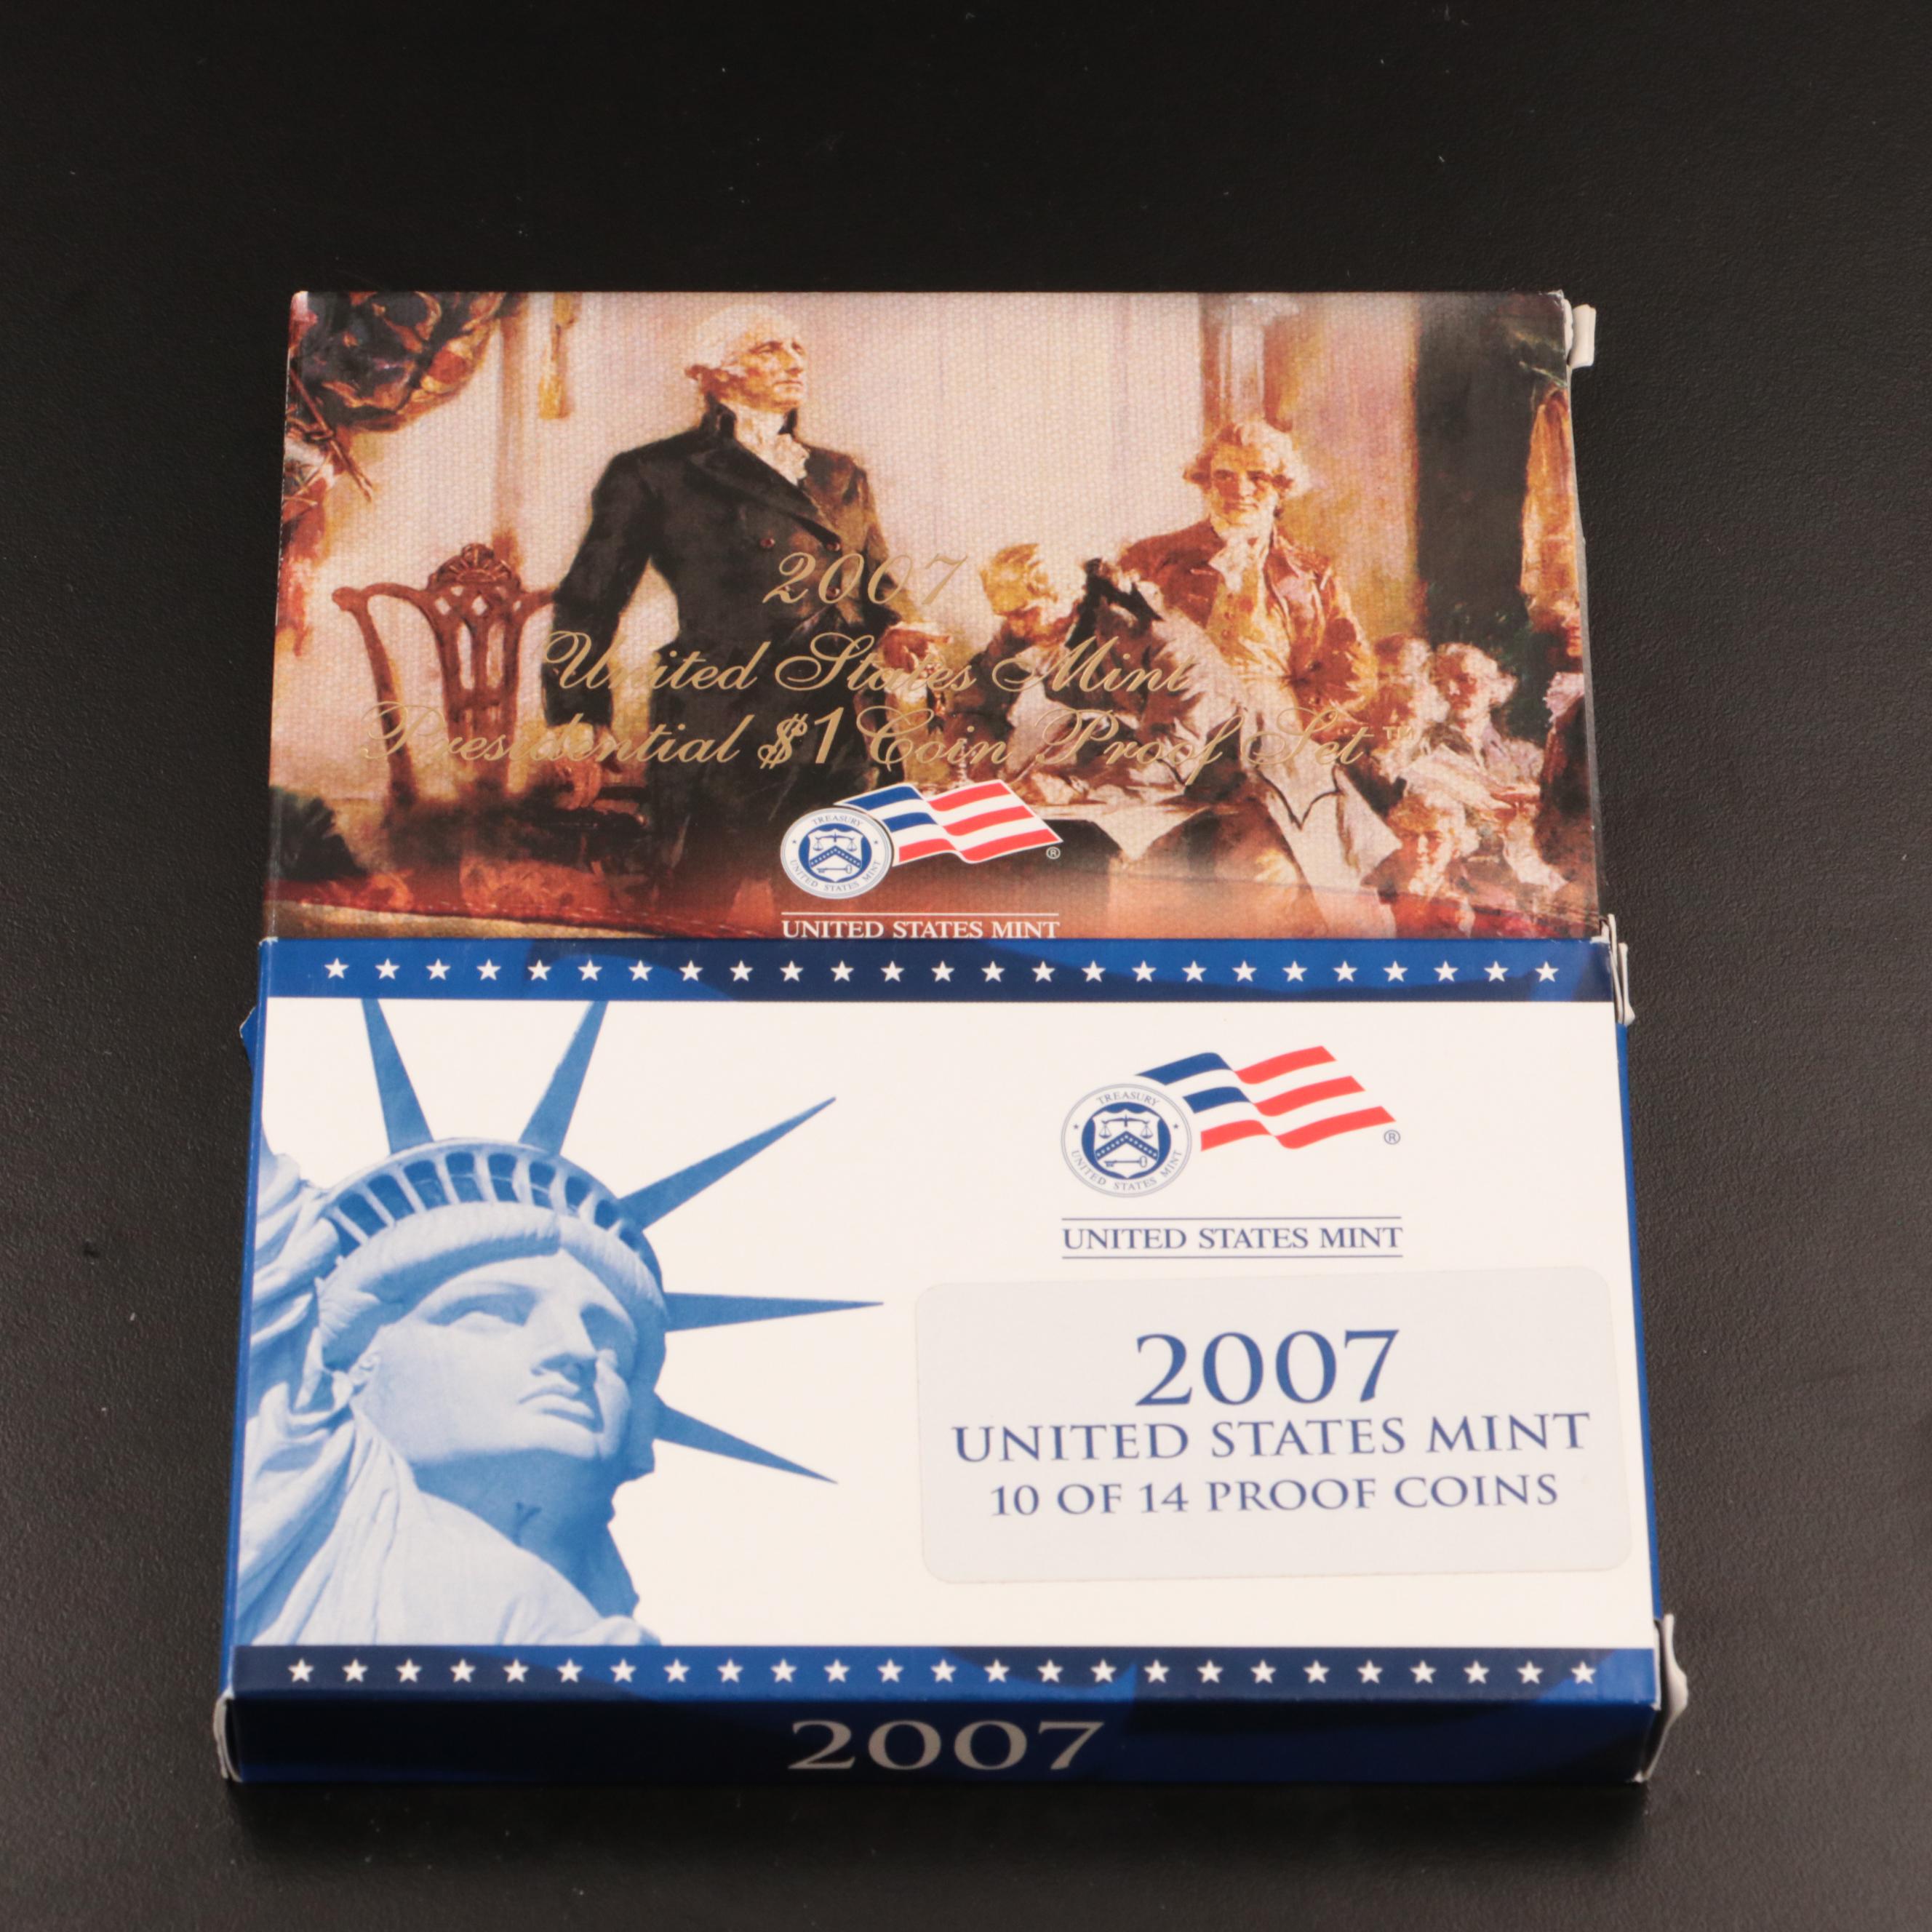 2007
United States Mint
Presidential $1 Coin Proof Set™
TREASURY
UNITED STATES MINT
®
UNITED STATES MINT
TREASURY
UNITED STATES MINT
®
UNITED STATES MINT
2007
UNITED STATES MINT
10 OF 14 PROOF COINS
2007